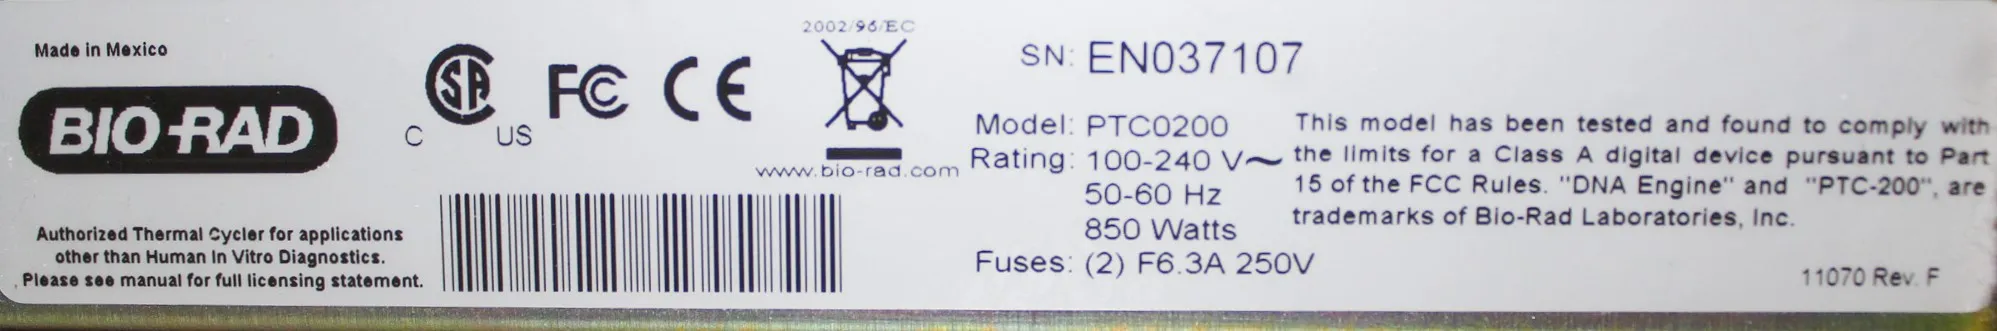 Made in Mexico
BIO-RAD
Authorized Thermal Cycler for applications
other than Human In Vitro Diagnostics.
Please see manual for full licensing statement.
C SA US
FC CE
2002/96/EC
www.bio-rad.com
SN: EN037107
Model: PTC0200
Rating: 100-240 V~
50-60 Hz
850 Watts
Fuses: (2) F6.3A 250V
This model has been tested and found to comply with
the limits for a Class A digital device pursuant to Part
15 of the FCC Rules. "DNA Engine" and "PTC-200", are
trademarks of Bio-Rad Laboratories, Inc.
11070 Rev. F